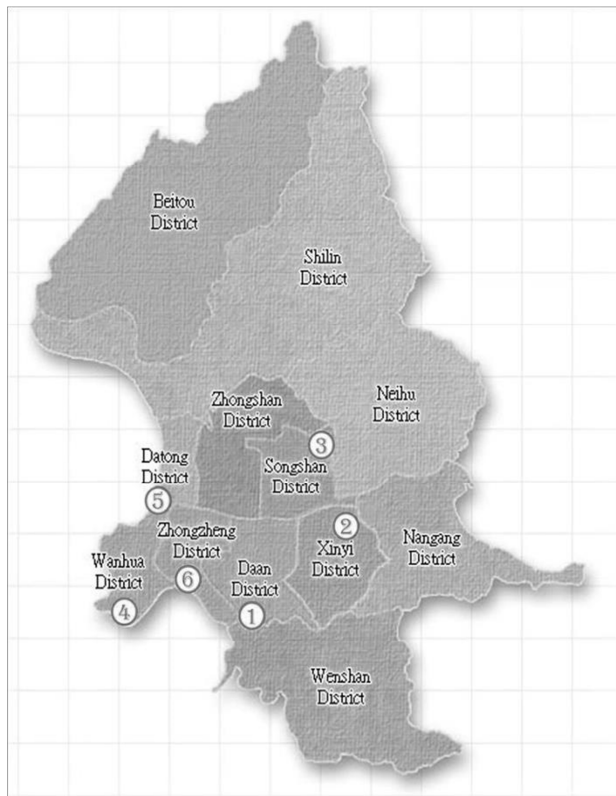 Beitou
District
Shilin
District
Zhongshan
District
Neihu
District
③
Datong
District
Songshan
District
⑤
②
Zhongzheng
District
Xinyi
District
Nangang
District
Wanhua
District
⑥
Daan
District
④
①
Wenshan
District